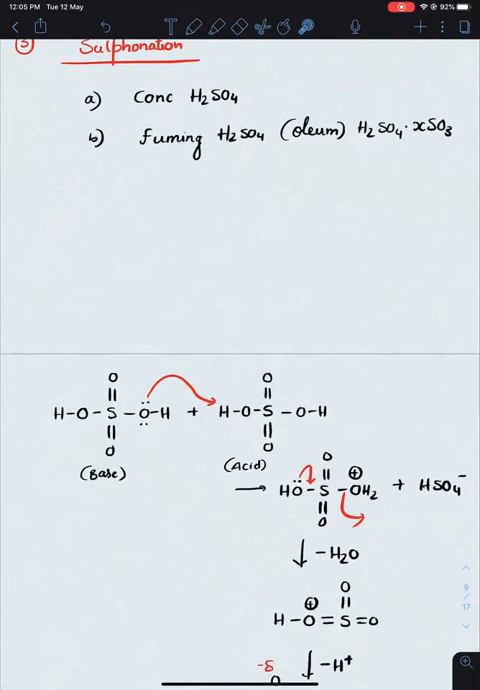 12:05 PM Tue 12 May
92%
(3) Sulphonation
a) Conc H₂SO₄
b) Fuming H₂SO₄ (Oleum) H₂SO₄·xSO₃
O O
H-O-S-Ö-H + H-O-S-O-H
O O
(Base) (Acid)
O ⊕
→ HÖ-S-OH₂ + HSO₄⁻
O
↓ -H₂O
⊕ O
H-O=S=O
-δ ↓ -H⁺
O
9 / 17